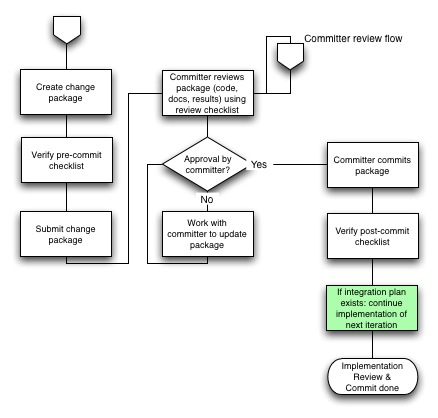 Create change
package
Verify pre-commit
checklist
Submit change
package
Committer review flow
Committer reviews
package (code,
docs, results) using
review checklist
Approval by
committer?
Yes
No
Work with
committer to update
package
Committer commits
package
Verify post-commit
checklist
If integration plan
exists: continue
implementation of
next iteration
Implementation
Review &
Commit done